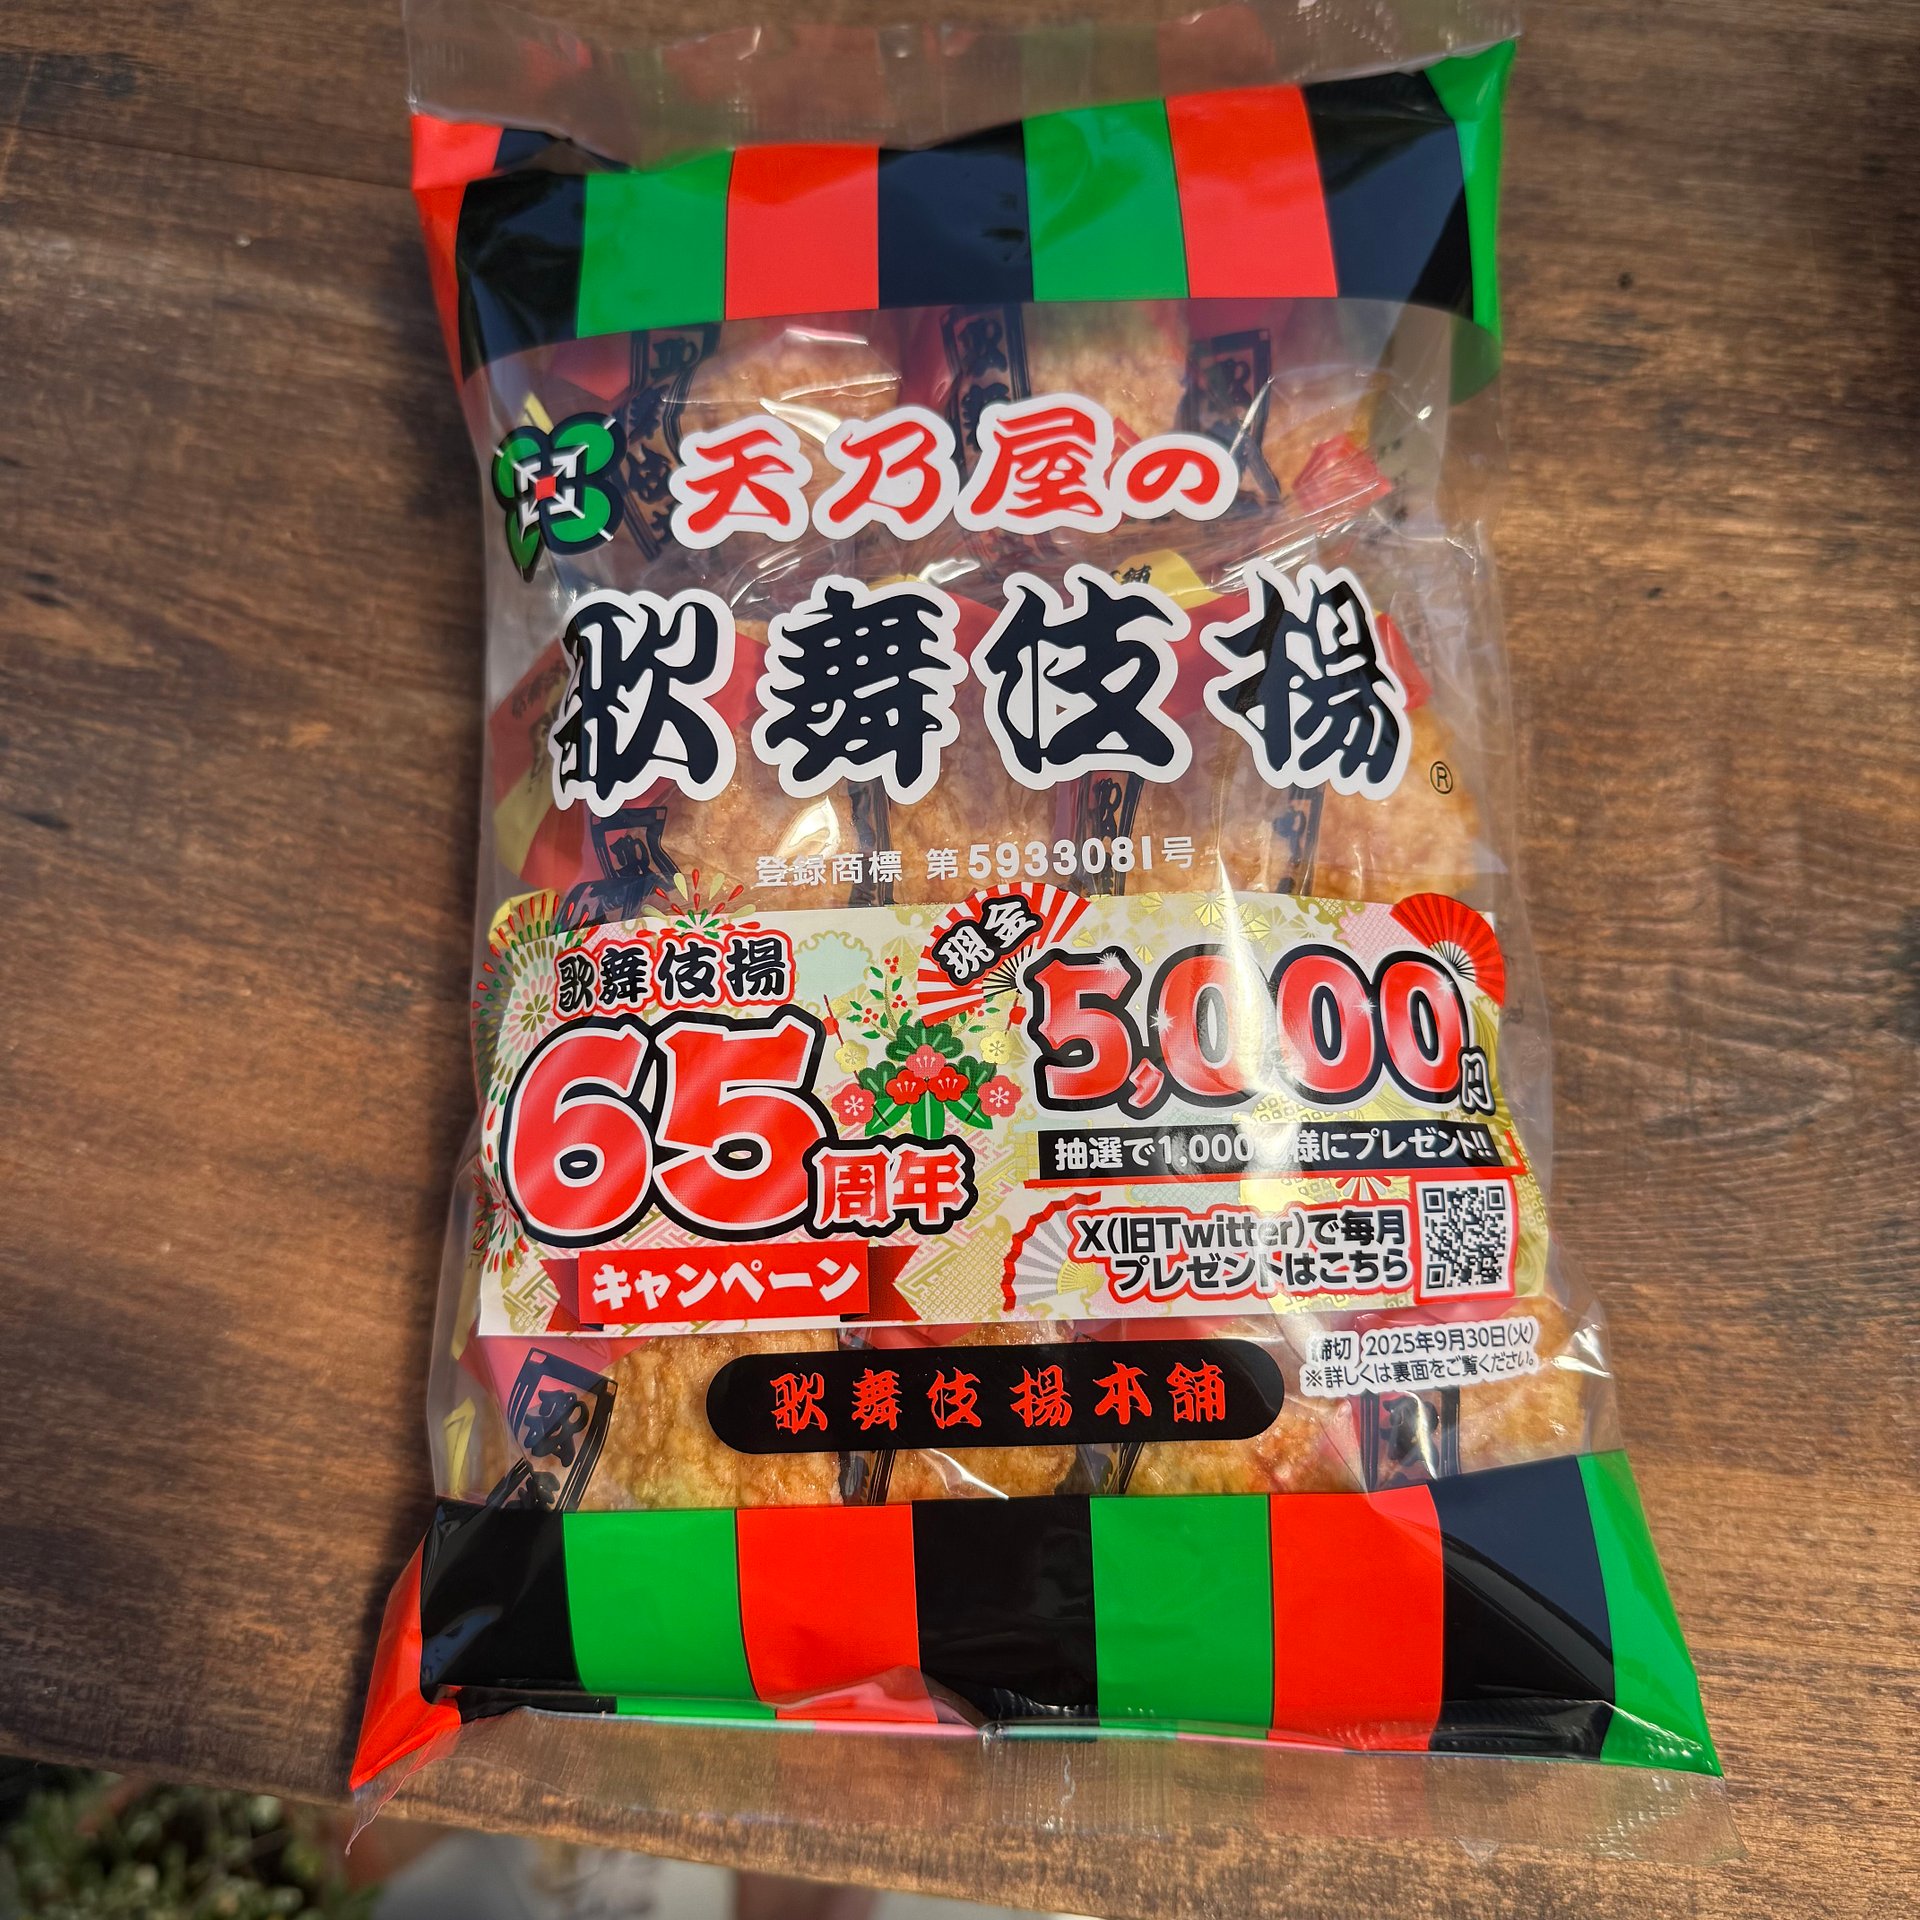 天乃屋の
歌舞伎揚
®
登録商標 第5933081号
歌舞伎揚
65周年
キャンペーン
現金
5,000円
抽選で1,000名様にプレゼント!!
X(旧Twitter)で毎月
プレゼントはこちら
締切 2025年9月30日(火)
※詳しくは裏面をご覧ください。
歌舞伎揚本舗